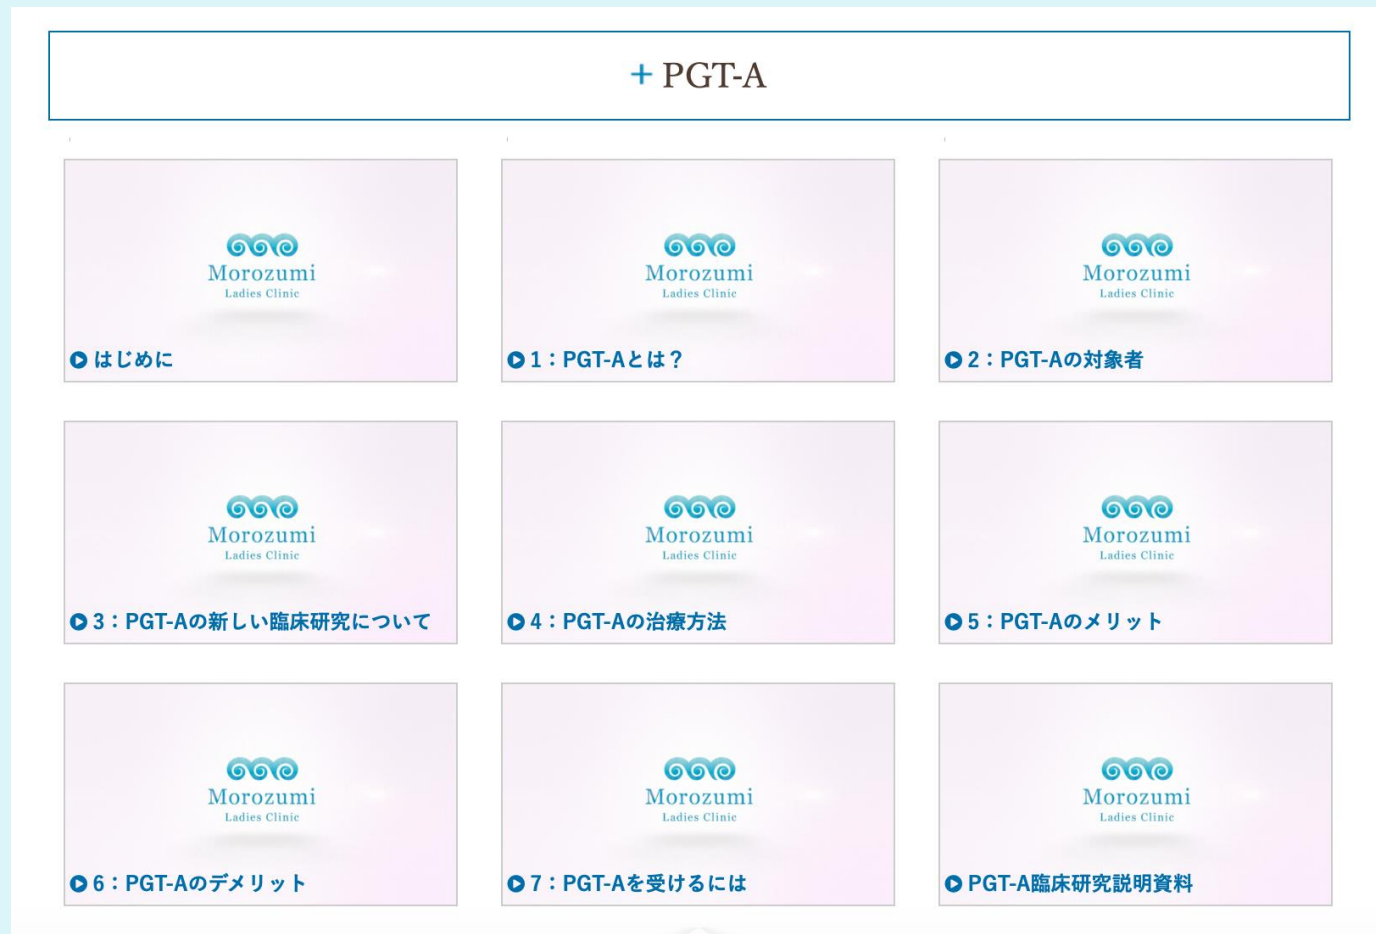 + PGT-A
Morozumi
Ladies Clinic
はじめに
Morozumi
Ladies Clinic
1：PGT-Aとは？
Morozumi
Ladies Clinic
2：PGT-Aの対象者
Morozumi
Ladies Clinic
3：PGT-Aの新しい臨床研究について
Morozumi
Ladies Clinic
4：PGT-Aの治療方法
Morozumi
Ladies Clinic
5：PGT-Aのメリット
Morozumi
Ladies Clinic
6：PGT-Aのデメリット
Morozumi
Ladies Clinic
7：PGT-Aを受けるには
Morozumi
Ladies Clinic
PGT-A臨床研究説明資料